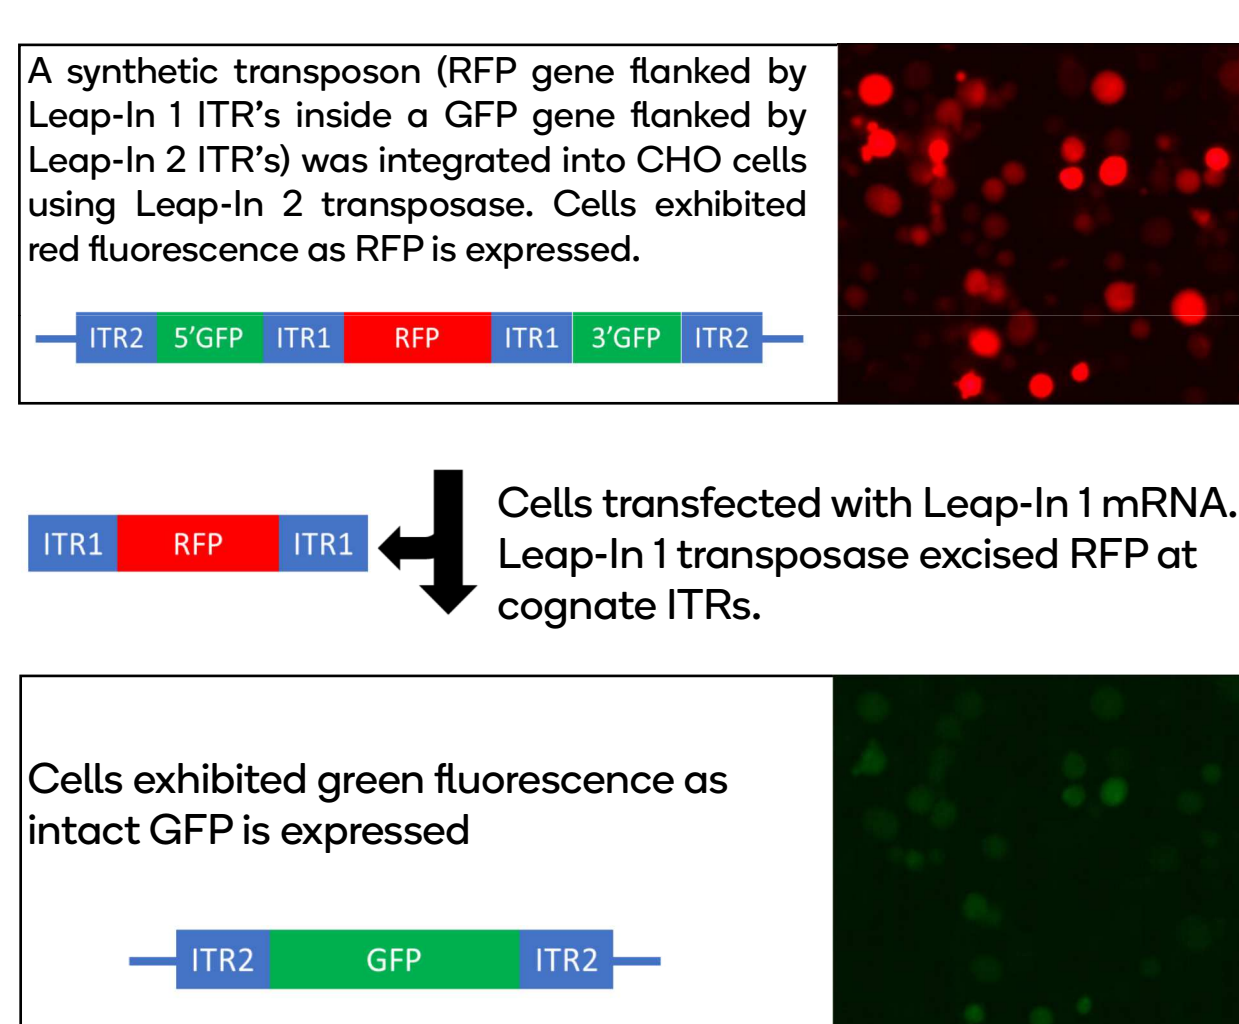 A synthetic transposon (RFP gene flanked by
Leap-In 1 ITR's inside a GFP gene flanked by
Leap-In 2 ITR's) was integrated into CHO cells
using Leap-In 2 transposase. Cells exhibited
red fluorescence as RFP is expressed.
ITR2 5'GFP ITR1 RFP ITR1 3'GFP ITR2
Cells transfected with Leap-In 1 mRNA.
Leap-In 1 transposase excised RFP at
cognate ITRs.
ITR1 RFP ITR1
Cells exhibited green fluorescence as
intact GFP is expressed
ITR2 GFP ITR2